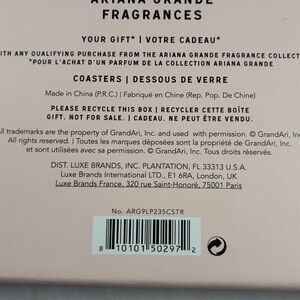 ARIANA GRANDE
FRAGRANCES
YOUR GIFT* | VOTRE CADEAU*
WITH ANY QUALIFYING PURCHASE FROM THE ARIANA GRANDE FRAGRANCE COLLECT
*POUR L'ACHAT D'UN PARFUM DE LA COLLECTION ARIANA GRANDE
COASTERS | DESSOUS DE VERRE
Made in China (P.R.C.) | Fabriqué en Chine (Rep. Pop. De Chine)
PLEASE RECYCLE THIS BOX | RECYCLER CETTE BOÎTE
GIFT. NOT FOR SALE. | CADEAU. NE PEUT ÊTRE VENDU.
All trademarks are the property of GrandAri, Inc. and used with permission. © GrandAri, Inc.
All rights reserved. | Toutes les marques déposées sont la propriété de GrandAri, Inc.
et sont utilisées avec sa permission. © GrandAri, Inc. Tous droits réservés.
DIST. LUXE BRANDS, INC. PLANTATION, FL 33313 U.S.A.
Luxe Brands International LTD., E1 6RA, London, UK
Luxe Brands France, 320 rue Saint-Honoré, 75001 Paris
No. ARG9LP235CSTR
8 10101 50297 2